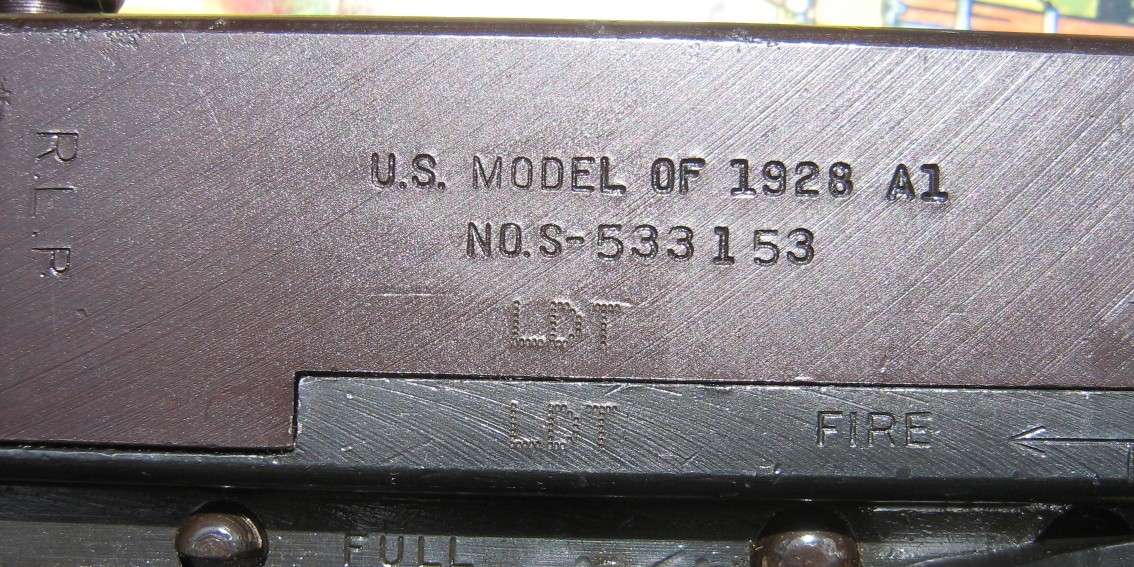 R.L.P
U.S. MODEL OF 1928 A1
NO.S-533153
LDT
LDT
FIRE
FULL